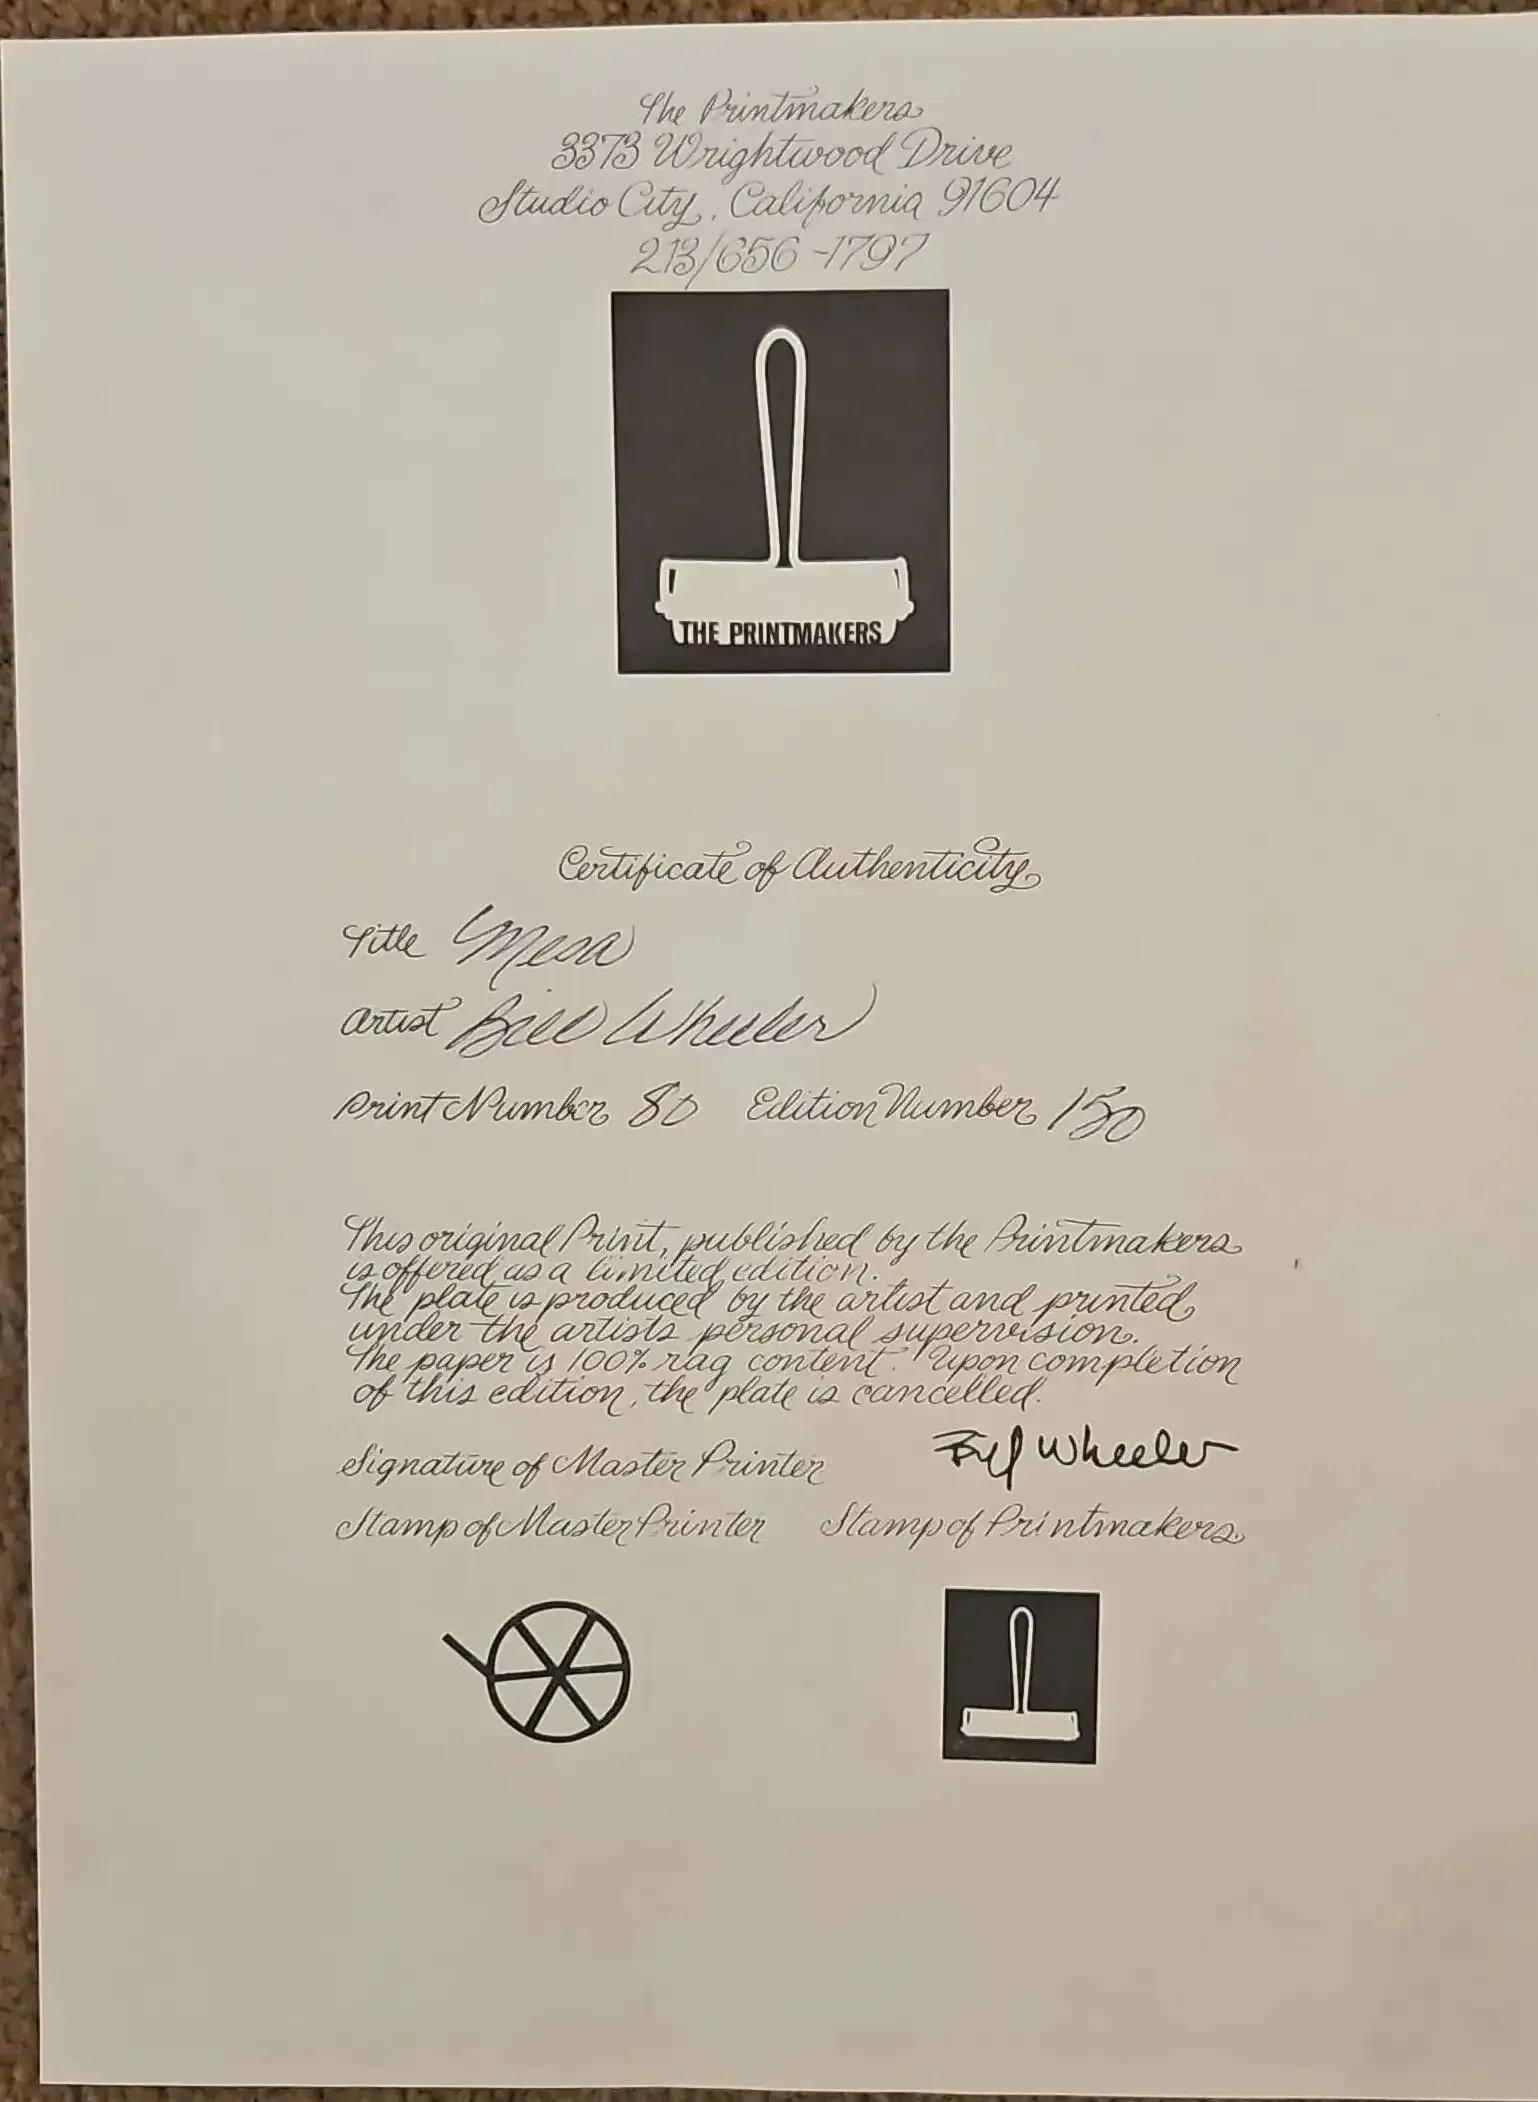 The Printmakers
3373 Wrightwood Drive
Studio City, California 91604
213/656-1797
THE PRINTMAKERS
Certificate of Authenticity
Title Mesa
Artist Bill Wheeler
Print Number 80 Edition Number 150
This original Print, published by the Printmakers
is offered as a limited edition.
The plate is produced by the artist and printed
under the artists personal supervision.
The paper is 100% rag content. Upon completion
of this edition, the plate is cancelled.
Signature of Master Printer Bill Wheeler
Stamp of Master Printer Stamp of Printmakers